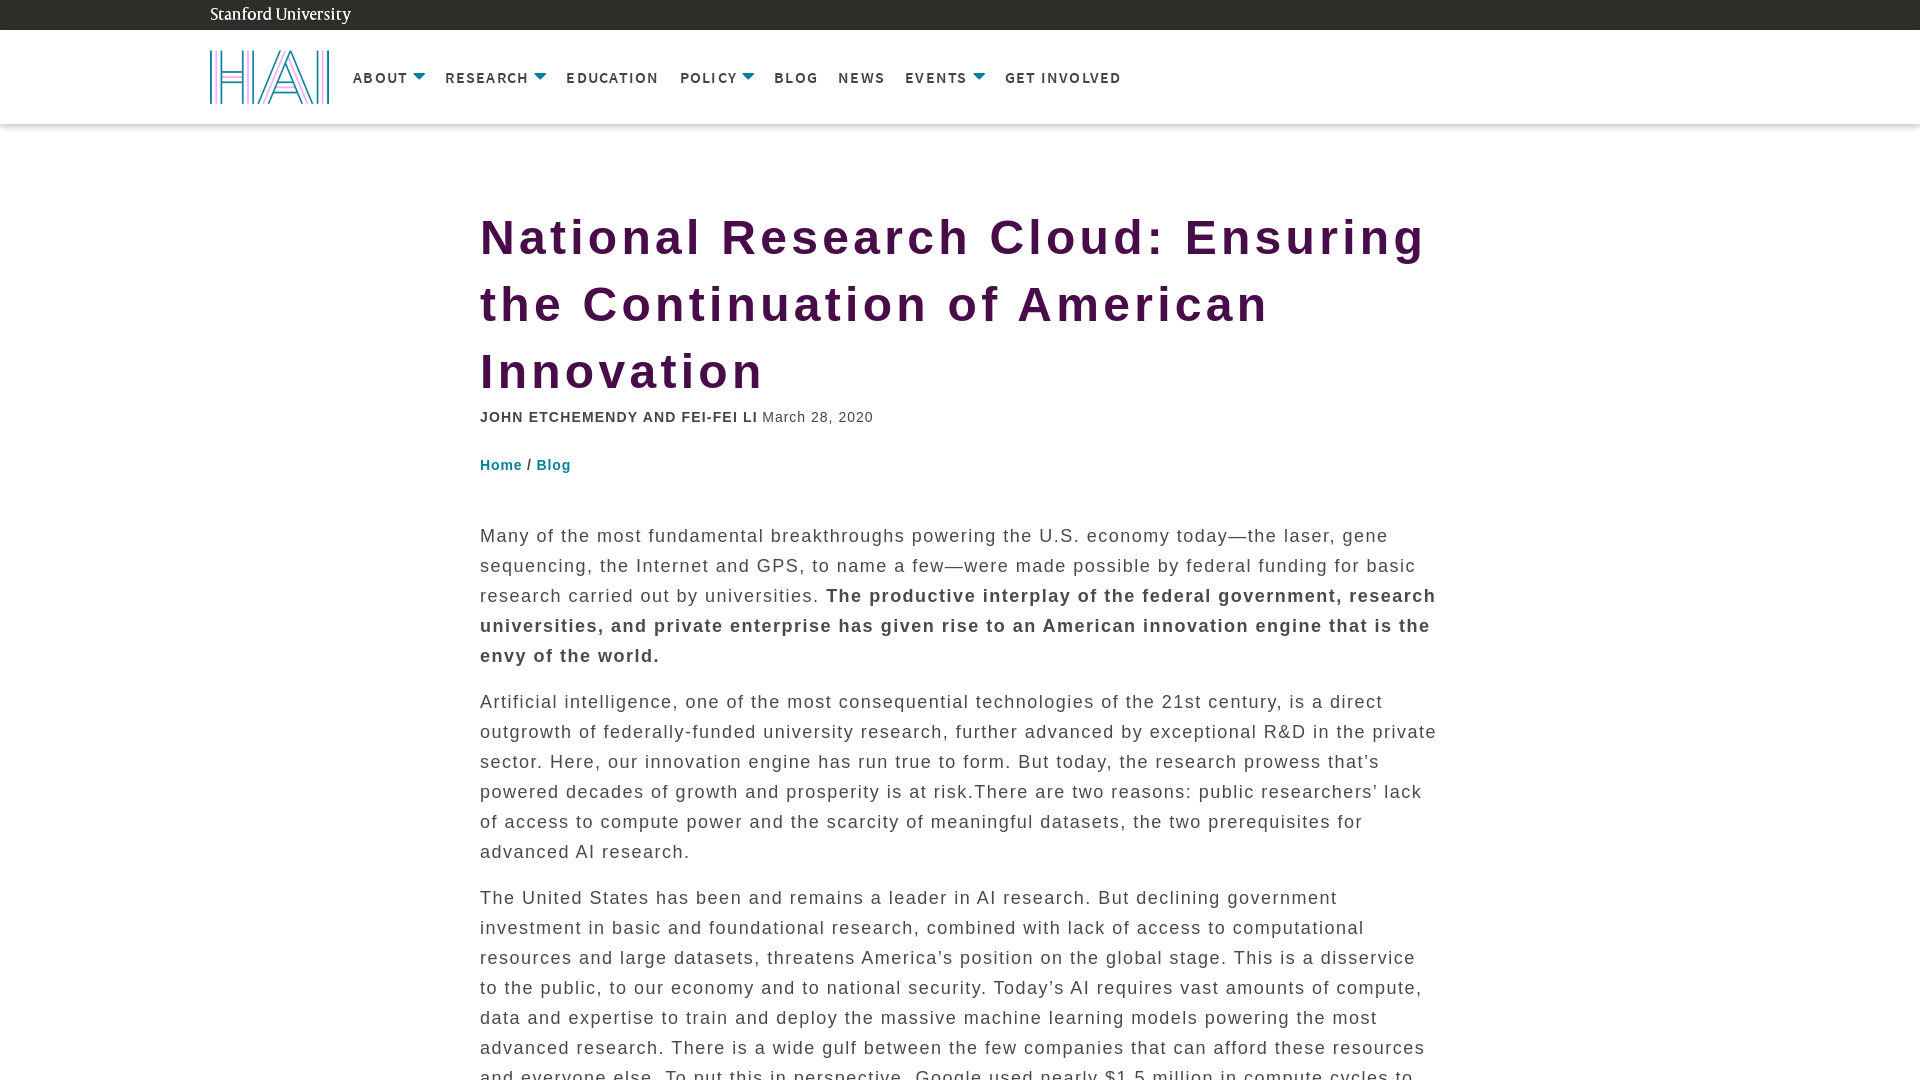 Stanford University
HAI
ABOUT RESEARCH EDUCATION POLICY BLOG NEWS EVENTS GET INVOLVED
National Research Cloud: Ensuring
the Continuation of American
Innovation
JOHN ETCHEMENDY AND FEI-FEI LI March 28, 2020
Home / Blog
Many of the most fundamental breakthroughs powering the U.S. economy today—the laser, gene
sequencing, the Internet and GPS, to name a few—were made possible by federal funding for basic
research carried out by universities. The productive interplay of the federal government, research
universities, and private enterprise has given rise to an American innovation engine that is the
envy of the world.
Artificial intelligence, one of the most consequential technologies of the 21st century, is a direct
outgrowth of federally-funded university research, further advanced by exceptional R&D in the private
sector. Here, our innovation engine has run true to form. But today, the research prowess that’s
powered decades of growth and prosperity is at risk.There are two reasons: public researchers’ lack
of access to compute power and the scarcity of meaningful datasets, the two prerequisites for
advanced AI research.
The United States has been and remains a leader in AI research. But declining government
investment in basic and foundational research, combined with lack of access to computational
resources and large datasets, threatens America’s position on the global stage. This is a disservice
to the public, to our economy and to national security. Today’s AI requires vast amounts of compute,
data and expertise to train and deploy the massive machine learning models powering the most
advanced research. There is a wide gulf between the few companies that can afford these resources
and everyone else. To put this in perspective, Google used nearly $1.5 million in compute cycles to